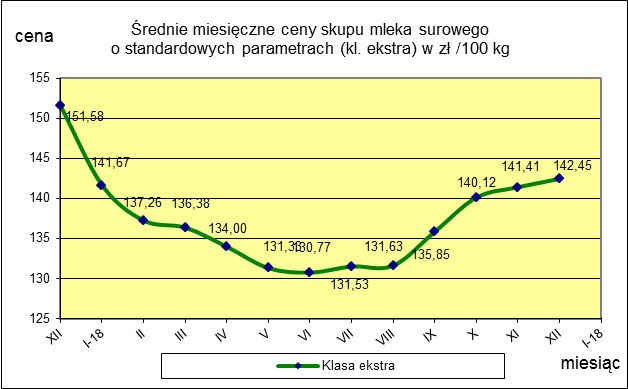 Średnie miesięczne ceny skupu mleka surowego
o standardowych parametrach (kl. ekstra) w zł /100 kg
cena
155
150
145
140
135
130
125
151,58
141,67
137,26
136,38
134,00
131,33
130,77
131,53
131,63
135,85
140,12
141,41
142,45
XII
I-18
II
III
IV
V
VI
VII
VIII
IX
X
XI
XII
I-18
miesiąc
Klasa ekstra